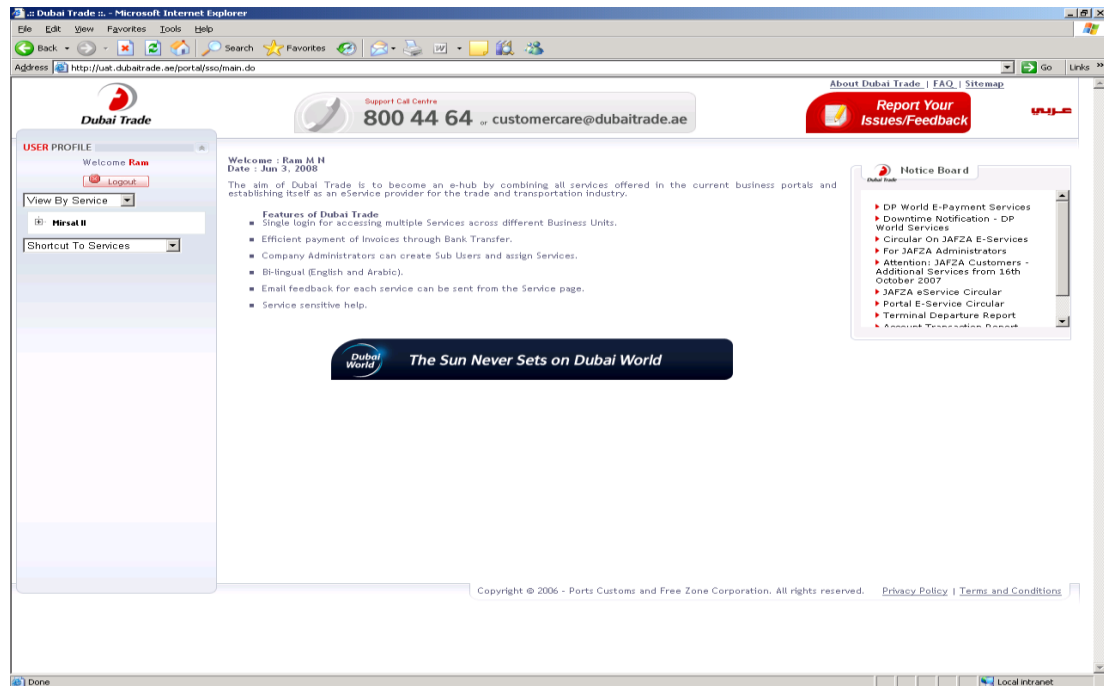 .:: Dubai Trade ::. - Microsoft Internet Explorer
File Edit View Favorites Tools Help
Back Search Favorites
Address http://uat.dubaitrade.ae/portal/sso/main.do Go Links »
About Dubai Trade | FAQ | Sitemap
Dubai Trade
Support Call Centre
800 44 64 or customercare@dubaitrade.ae
Report Your
Issues/Feedback
عربي
USER PROFILE
Welcome Ram
Logout
View By Service
Mirsal II
Shortcut To Services
Welcome : Ram M N
Date : Jun 3, 2008
The aim of Dubai Trade is to become an e-hub by combining all services offered in the current business portals and
establishing itself as an eService provider for the trade and transportation industry.
Features of Dubai Trade
Single login for accessing multiple Services across different Business Units.
Efficient payment of Invoices through Bank Transfer.
Company Administrators can create Sub Users and assign Services.
Bi-lingual (English and Arabic).
Email feedback for each service can be sent from the Service page.
Service sensitive help.
Dubai Trade
Notice Board
DP World E-Payment Services
Downtime Notification - DP
World Services
Circular On JAFZA E-Services
For JAFZA Administrators
Attention: JAFZA Customers -
Additional Services from 16th
October 2007
JAFZA eService Circular
Portal E-Service Circular
Terminal Departure Report
Account Transaction Report
Dubai
World
The Sun Never Sets on Dubai World
Copyright © 2006 - Ports Customs and Free Zone Corporation. All rights reserved. Privacy Policy | Terms and Conditions
Done
Local intranet